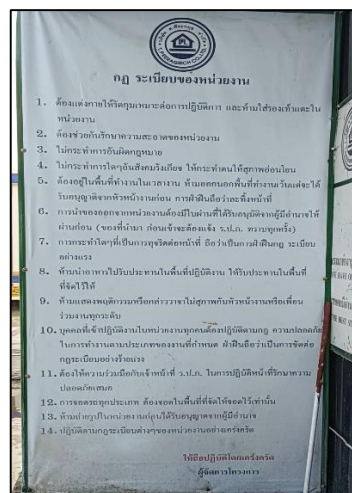 กฎ ระเบียบของหน่วยงาน
1. ต้องแต่งกายให้รัดกุมเหมาะต่อการปฏิบัติการ และห้ามใส่รองเท้าแตะใน
หน่วยงาน
2. ต้องช่วยกันรักษาความสะอาดของหน่วยงาน
3. ไม่กระทำการอันผิดกฎหมาย
4. ไม่กระทำการใดๆอันสังคมรังเกียจ ให้กระทำตนให้สุภาพอ่อนโยน
5. ต้องอยู่ในพื้นที่ทำงานในเวลางาน ห้ามออกนอกพื้นที่ทำงานเว้นแต่จะได้
รับอนุญาติจากหัวหน้างานก่อน การฝ่าฝืนถือว่าละทิ้งหน้าที่
6. การนำของออกจากหน่วยงานต้องมีใบผ่านที่ได้รับอนุมัติจากผู้มีอำนาจให้
ผ่านก่อน (ของที่นำมา ก่อนเข้าจะต้องแจ้ง ร.ป.ภ. ทราบทุกครั้ง)
7. การกระทำใดๆที่เป็นการทุจริตต่อหน้าที่ ถือว่าเป็นการฝ่าฝืนกฎ ระเบียบ
อย่างแรง
8. ห้ามนำอาหารไปรับประทานในพื้นที่ปฏิบัติงาน ให้รับประทานในพื้นที่
ที่จัดไว้ให้
9. ห้ามแสดงพฤติกรรมหรือกล่าววาจาไม่สุภาพกับหัวหน้างานหรือเพื่อน
ร่วมงานทุกระดับ
10. บุคคลที่เข้าปฏิบัติงานในหน่วยงานทุกคนต้องปฏิบัติตามกฎ ความปลอดภัย
ในการทำงานตามประเภทของงานที่กำหนด ฝ่าฝืนถือว่าเป็นการขัดต่อ
กฎระเบียบอย่างร้ายแรง
11. ต้องให้ความร่วมมือกับเจ้าหน้าที่ ร.ป.ภ. ในการปฏิบัติหน้าที่รักษาความ
ปลอดภัยเสมอ
12. การจอดรถทุกประเภท ต้องจอดในพื้นที่ที่จัดให้จอดไว้เท่านั้น
13. ห้ามถ่ายรูปในหน่วยงานก่อนได้รับอนุญาตจากผู้มีอำนาจ
14. ปฏิบัติตามกฎระเบียบต่างๆของหน่วยงานอย่างเคร่งครัด
ให้ถือปฏิบัติโดยเคร่งครัด
ผู้จัดการโครงการ